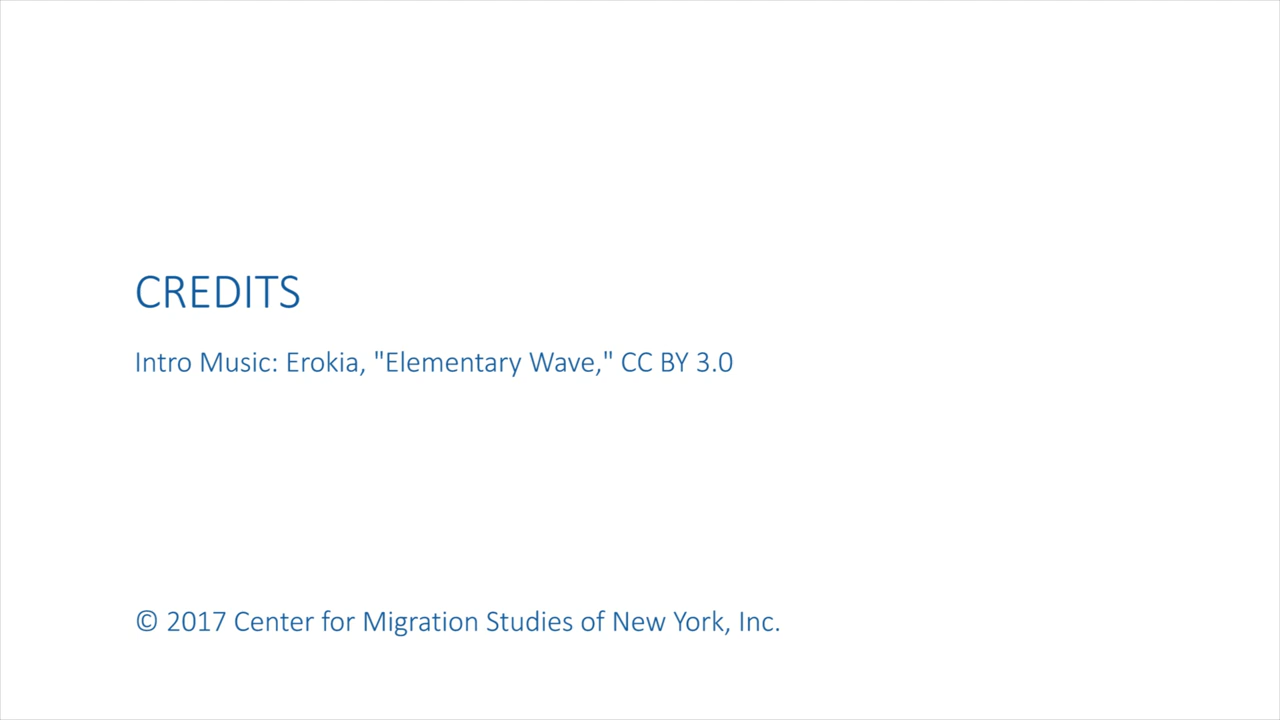 CREDITS
Intro Music: Erokia, "Elementary Wave," CC BY 3.0
© 2017 Center for Migration Studies of New York, Inc.